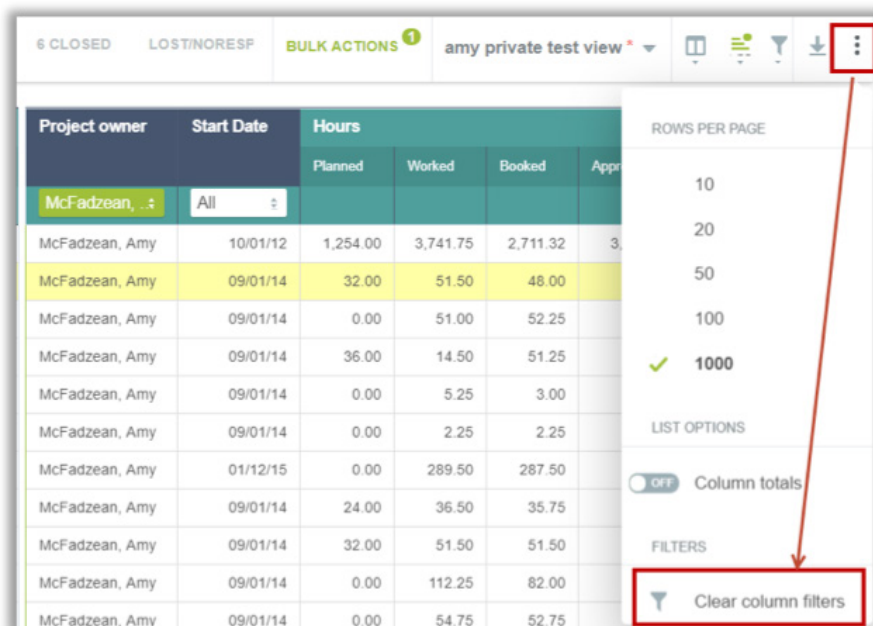 6 CLOSED LOST/NORESP BULK ACTIONS 1 amy private test view *
Project owner Start Date Hours
Planned Worked Booked Appr
McFadzean, ... All
McFadzean, Amy 10/01/12 1,254.00 3,741.75 2,711.32 3,
McFadzean, Amy 09/01/14 32.00 51.50 48.00
McFadzean, Amy 09/01/14 0.00 51.00 52.25
McFadzean, Amy 09/01/14 36.00 14.50 51.25
McFadzean, Amy 09/01/14 0.00 5.25 3.00
McFadzean, Amy 09/01/14 0.00 2.25 2.25
McFadzean, Amy 01/12/15 0.00 289.50 287.50
McFadzean, Amy 09/01/14 24.00 36.50 35.75
McFadzean, Amy 09/01/14 32.00 51.50 51.50
McFadzean, Amy 09/01/14 0.00 112.25 82.00
McFadzean, Amy 09/01/14 0.00 54.75 52.75
ROWS PER PAGE
10
20
50
100
1000
LIST OPTIONS
OFF Column totals
FILTERS
Clear column filters